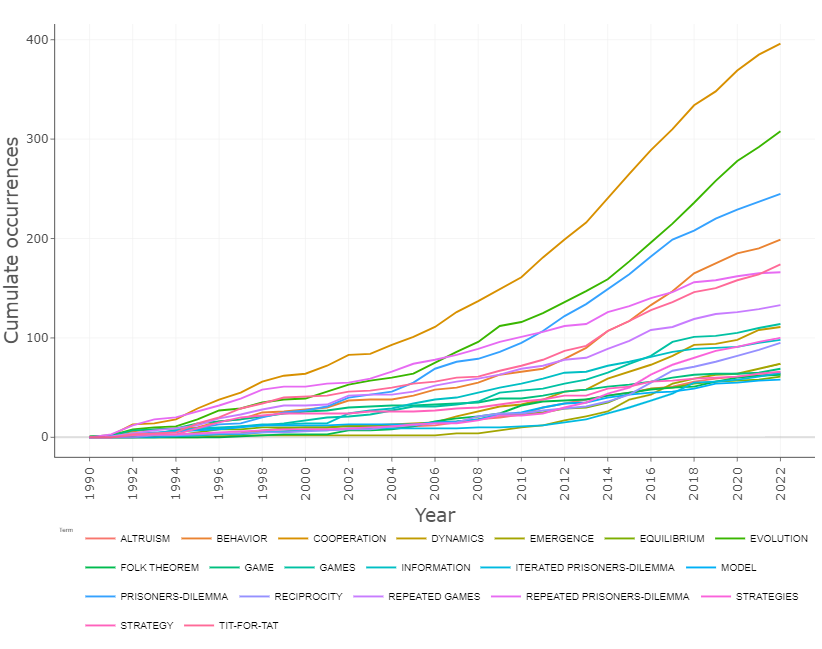 400
300
200
100
0
Cumulate occurrences
1990 1992 1994 1996 1998 2000 2002 2004 2006 2008 2010 2012 2014 2016 2018 2020 2022
Year
Term
ALTRUISM BEHAVIOR COOPERATION DYNAMICS EMERGENCE EQUILIBRIUM EVOLUTION
FOLK THEOREM GAME GAMES INFORMATION ITERATED PRISONERS-DILEMMA MODEL
PRISONERS-DILEMMA RECIPROCITY REPEATED GAMES REPEATED PRISONERS-DILEMMA STRATEGIES
STRATEGY TIT-FOR-TAT